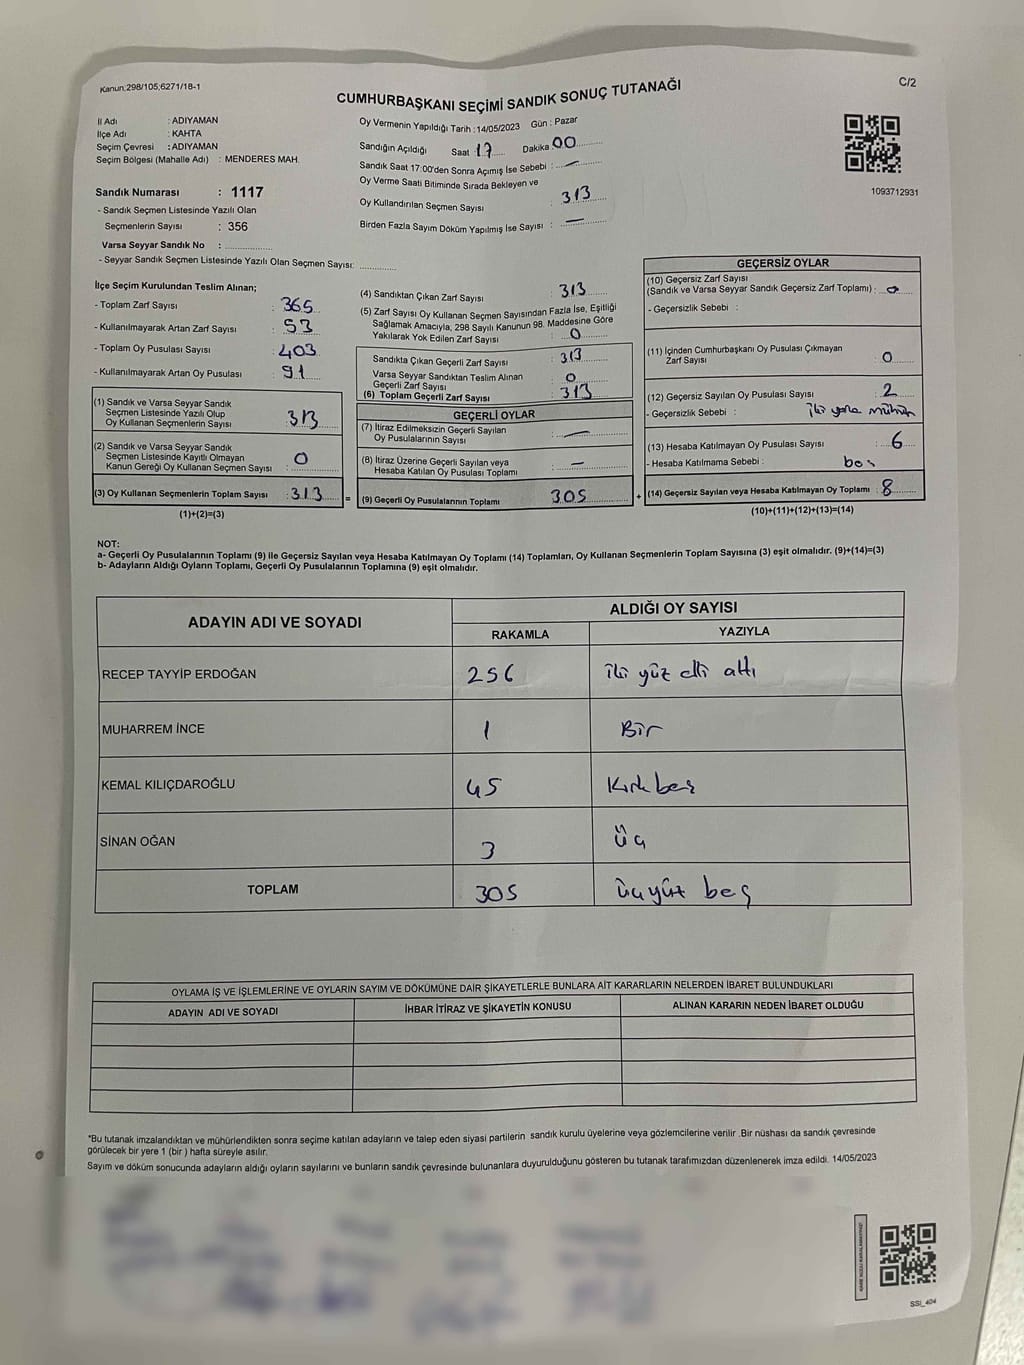 Kanun;298/105;6271/18-1
CUMHURBAŞKANI SEÇİMİ SANDIK SONUÇ TUTANAĞI
C/2
İl Adı : ADIYAMAN
İlçe Adı : KAHTA
Seçim Çevresi : ADIYAMAN
Seçim Bölgesi (Mahalle Adı) : MENDERES MAH.
Sandık Numarası : 1117
- Sandık Seçmen Listesinde Yazılı Olan
Seçmenlerin Sayısı : 356
Varsa Seyyar Sandık No :
- Seyyar Sandık Seçmen Listesinde Yazılı Olan Seçmen Sayısı:
Oy Vermenin Yapıldığı Tarih : 14/05/2023 Gün : Pazar
Sandığın Açıldığı Saat 17 Dakika 00
Sandık Saat 17:00'den Sonra Açımış İse Sebebi : —
Oy Verme Saati Bitiminde Sırada Bekleyen ve
Oy Kullandırılan Seçmen Sayısı : 313
Birden Fazla Sayım Döküm Yapılmış İse Sayısı : —
1093712931
İlçe Seçim Kurulundan Teslim Alınan;
- Toplam Zarf Sayısı : 365
- Kullanılmayarak Artan Zarf Sayısı : 53
- Toplam Oy Pusulası Sayısı : 403
- Kullanılmayarak Artan Oy Pusulası : 91
(1) Sandık ve Varsa Seyyar Sandık
Seçmen Listesinde Yazılı Olup
Oy Kullanan Seçmenlerin Sayısı : 313
(2) Sandık ve Varsa Seyyar Sandık
Seçmen Listesinde Kayıtlı Olmayan
Kanun Gereği Oy Kullanan Seçmen Sayısı : 0
(3) Oy Kullanan Seçmenlerin Toplam Sayısı : 313
(1)+(2)=(3)
=
(4) Sandıktan Çıkan Zarf Sayısı : 313
(5) Zarf Sayısı Oy Kullanan Seçmen Sayısından Fazla İse, Eşitliği
Sağlamak Amacıyla, 298 Sayılı Kanunun 98. Maddesine Göre
Yakılarak Yok Edilen Zarf Sayısı : 0
Sandıkta Çıkan Geçerli Zarf Sayısı : 313
Varsa Seyyar Sandıktan Teslim Alınan
Geçerli Zarf Sayısı : 0
(6) Toplam Geçerli Zarf Sayısı : 313
GEÇERLİ OYLAR
(7) İtiraz Edilmeksizin Geçerli Sayılan
Oy Pusulalarının Sayısı : —
(8) İtiraz Üzerine Geçerli Sayılan veya
Hesaba Katılan Oy Pusulası Toplamı : —
(9) Geçerli Oy Pusulalarının Toplamı 305
+
GEÇERSİZ OYLAR
(10) Geçersiz Zarf Sayısı
(Sandık ve Varsa Seyyar Sandık Geçersiz Zarf Toplamı) : 0
- Geçersizlik Sebebi :
(11) İçinden Cumhurbaşkanı Oy Pusulası Çıkmayan
Zarf Sayısı : 0
(12) Geçersiz Sayılan Oy Pusulası Sayısı : 2
- Geçersizlik Sebebi : iki yere mühür
(13) Hesaba Katılmayan Oy Pusulası Sayısı : 6
- Hesaba Katılmama Sebebi : boş
(14) Geçersiz Sayılan veya Hesaba Katılmayan Oy Toplamı : 8
(10)+(11)+(12)+(13)=(14)
NOT:
a- Geçerli Oy Pusulalarının Toplamı (9) ile Geçersiz Sayılan veya Hesaba Katılmayan Oy Toplamı (14) Toplamları, Oy Kullanan Seçmenlerin Toplam Sayısına (3) eşit olmalıdır. (9)+(14)=(3)
b- Adayların Aldığı Oyların Toplamı, Geçerli Oy Pusulalarının Toplamına (9) eşit olmalıdır.
ADAYIN ADI VE SOYADI
ALDIĞI OY SAYISI
RAKAMLA YAZIYLA
RECEP TAYYİP ERDOĞAN 256 iki yüz elli altı
MUHARREM İNCE 1 Bir
KEMAL KILIÇDAROĞLU 45 Kırk beş
SİNAN OĞAN 3 üç
TOPLAM 305 üçyüz beş
OYLAMA İŞ VE İŞLEMLERİNE VE OYLARIN SAYIM VE DÖKÜMÜNE DAİR ŞİKAYETLERLE BUNLARA AİT KARARLARIN NELERDEN İBARET BULUNDUKLARI
ADAYIN ADI VE SOYADI İHBAR İTİRAZ VE ŞİKAYETİN KONUSU ALINAN KARARIN NEDEN İBARET OLDUĞU
*Bu tutanak imzalandıktan ve mühürlendikten sonra seçime katılan adayların ve talep eden siyasi partilerin sandık kurulu üyelerine veya gözlemcilerine verilir .Bir nüshası da sandık çevresinde
görülecek bir yere 1 (bir ) hafta süreyle asılır.
Sayım ve döküm sonucunda adayların aldığı oyların sayılarını ve bunların sandık çevresinde bulunanlara duyurulduğunu gösteren bu tutanak tarafımızdan düzenlenerek imza edildi. 14/05/2023
SSI_404